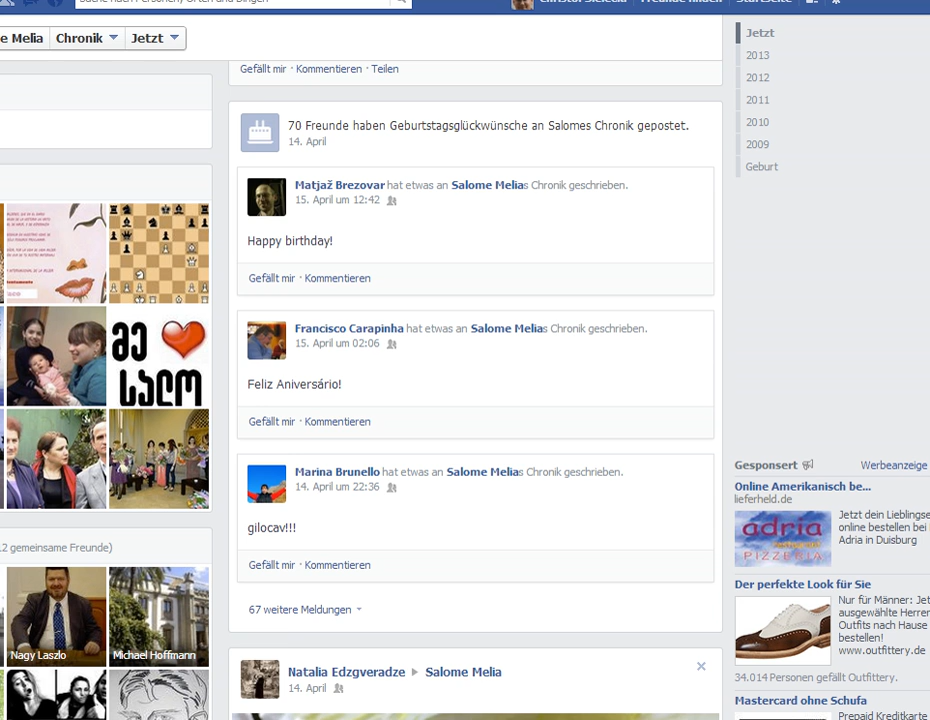 e Melia
Chronik
Jetzt
Gefällt mir · Kommentieren · Teilen
70 Freunde haben Geburtstagsglückwünsche an Salomes Chronik gepostet.
14. April
Matjaž Brezovar hat etwas an Salome Melias Chronik geschrieben.
15. April um 12:42
Happy birthday!
Gefällt mir · Kommentieren
Francisco Carapinha hat etwas an Salome Melias Chronik geschrieben.
15. April um 02:06
Feliz Aniversário!
Gefällt mir · Kommentieren
Marina Brunello hat etwas an Salome Melias Chronik geschrieben.
14. April um 22:36
gilocav!!!
Gefällt mir · Kommentieren
67 weitere Meldungen
Natalia Edzgveradze
Salome Melia
14. April
მე
სალო
2 gemeinsame Freunde)
Nagy Laszlo
Michael Hoffmann
Jetzt
2013
2012
2011
2010
2009
Geburt
Gesponsert
Werbeanzeige
Online Amerikanisch be...
lieferheld.de
adria
PIZZERIA
Jetzt dein Lieblingse
online bestellen bei
Adria in Duisburg
Der perfekte Look für Sie
Nur für Männer: Jet
ausgewählte Herren
Outfits nach Hause
bestellen!
www.outfittery.de
34.014 Personen gefällt Outfittery.
Mastercard ohne Schufa
Prepaid Kreditkarte